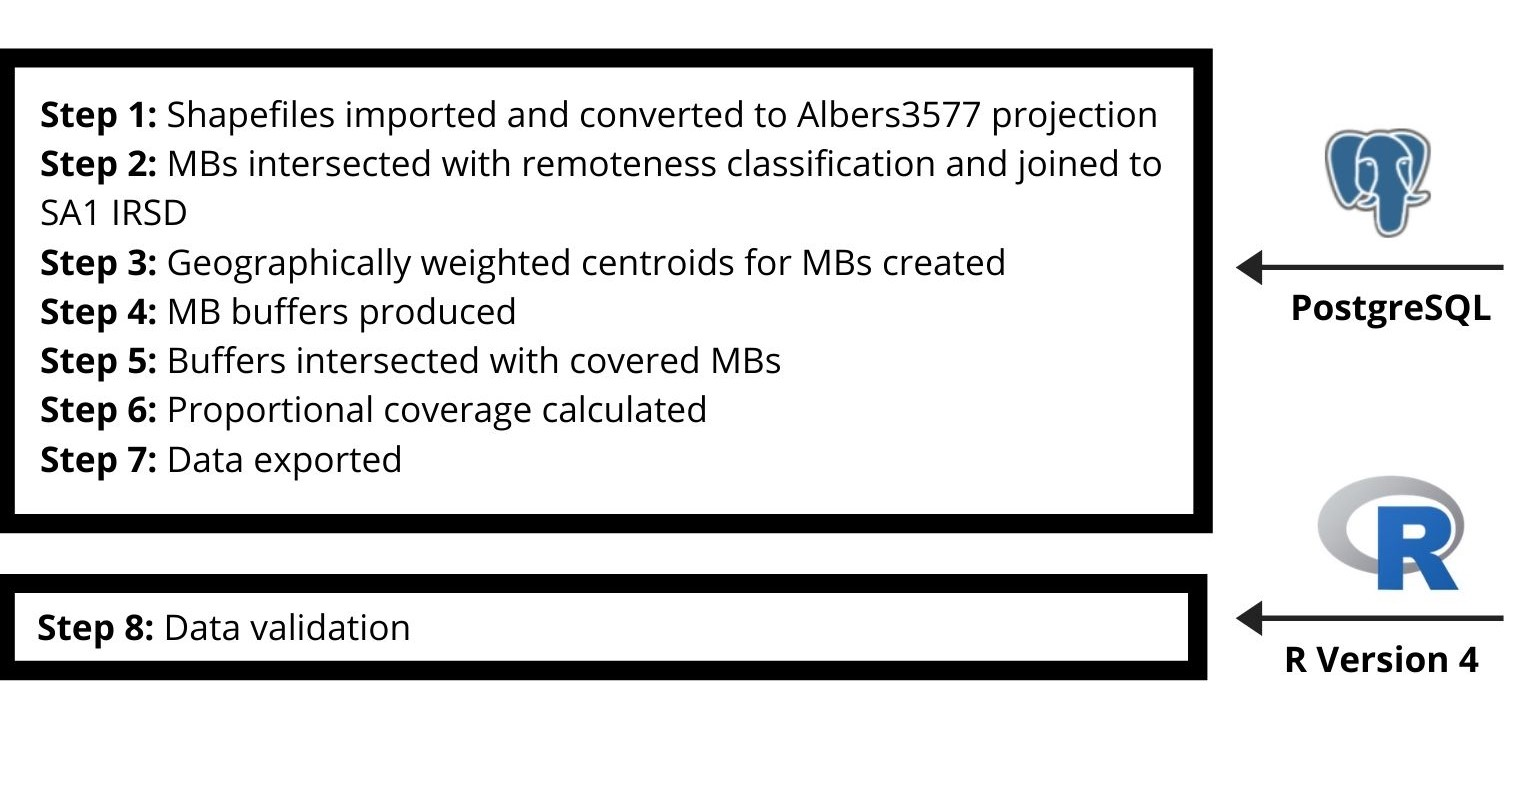 Step 1: Shapefiles imported and converted to Albers3577 projection
Step 2: MBs intersected with remoteness classification and joined to
SA1 IRSD
Step 3: Geographically weighted centroids for MBs created
Step 4: MB buffers produced
Step 5: Buffers intersected with covered MBs
Step 6: Proportional coverage calculated
Step 7: Data exported
PostgreSQL
Step 8: Data validation
R
R Version 4